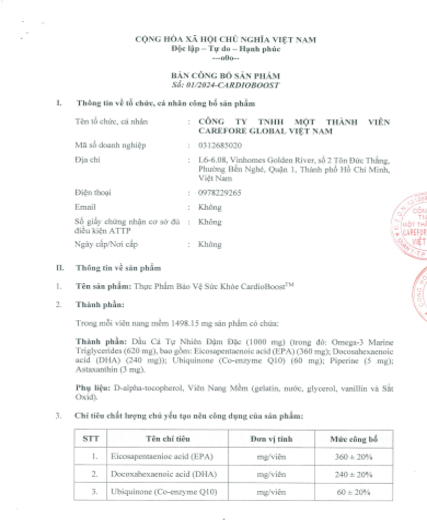 CỘNG HÒA XÃ HỘI CHỦ NGHĨA VIỆT NAM
Độc lập – Tự do – Hạnh phúc
---o0o--
BẢN CÔNG BỐ SẢN PHẨM
Số: 01/2024-CARDIOBOOST
I. Thông tin về tổ chức, cá nhân công bố sản phẩm
Tên tổ chức, cá nhân : CÔNG TY TNHH MỘT THÀNH VIÊN
CAREFORE GLOBAL VIỆT NAM
Mã số doanh nghiệp : 0312685020
Địa chỉ : L6-6.08, Vinhomes Golden River, số 2 Tôn Đức Thắng,
Phường Bến Nghé, Quận 1, Thành phố Hồ Chí Minh,
Việt Nam
Điện thoại : 0978229265
Email : Không
Số giấy chứng nhận cơ sở đủ : Không
điều kiện ATTP
Ngày cấp/Nơi cấp : Không
II. Thông tin về sản phẩm
1. Tên sản phẩm: Thực Phẩm Bảo Vệ Sức Khỏe CardioBoost™
2. Thành phần:
Trong mỗi viên nang mềm 1498.15 mg sản phẩm có chứa:
Thành phần: Dầu Cá Tự Nhiên Đậm Đặc (1000 mg) (trong đó: Omega-3 Marine
Triglycerides (620 mg), bao gồm: Eicosapentaenoic acid (EPA) (360 mg); Docosahexaenoic
acid (DHA) (240 mg)); Ubiquinone (Co-enzyme Q10) (60 mg); Piperine (5 mg);
Astaxanthin (3 mg).
Phụ liệu: D-alpha-tocopherol, Viên Nang Mềm (gelatin, nước, glycerol, vanillin và Sắt
Oxid).
3. Chỉ tiêu chất lượng chủ yếu tạo nên công dụng của sản phẩm:
STT Tên chỉ tiêu Đơn vị tính Mức công bố
1. Eicosapentaenioc acid (EPA) mg/viên 360 ± 20%
2. Docoxahexaenoic acid (DHA) mg/viên 240 ± 20%
3. Ubiquinone (Co-enzyme Q10) mg/viên 60 ± 20%